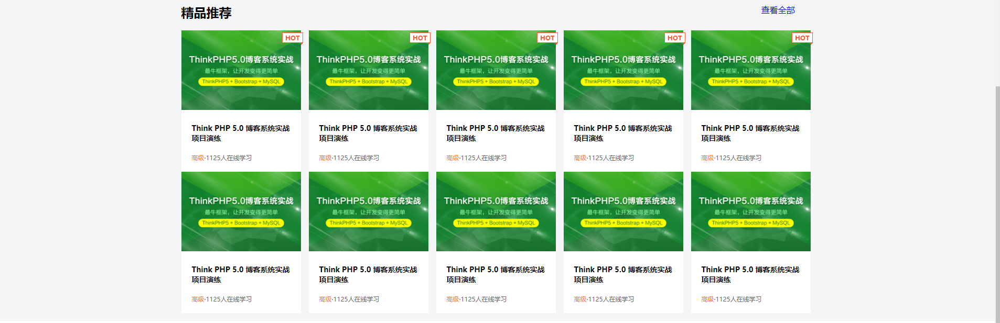 精品推荐
查看全部
HOT
HOT
HOT
HOT
HOT
ThinkPHP5.0博客系统实战
最牛框架，让开发变得更简单
ThinkPHP5 + Bootstrap + MySQL
ThinkPHP5.0博客系统实战
最牛框架，让开发变得更简单
ThinkPHP5 + Bootstrap + MySQL
ThinkPHP5.0博客系统实战
最牛框架，让开发变得更简单
ThinkPHP5 + Bootstrap + MySQL
ThinkPHP5.0博客系统实战
最牛框架，让开发变得更简单
ThinkPHP5 + Bootstrap + MySQL
ThinkPHP5.0博客系统实战
最牛框架，让开发变得更简单
ThinkPHP5 + Bootstrap + MySQL
Think PHP 5.0 博客系统实战
项目演练
高级·1125人在线学习
Think PHP 5.0 博客系统实战
项目演练
高级·1125人在线学习
Think PHP 5.0 博客系统实战
项目演练
高级·1125人在线学习
Think PHP 5.0 博客系统实战
项目演练
高级·1125人在线学习
Think PHP 5.0 博客系统实战
项目演练
高级·1125人在线学习
ThinkPHP5.0博客系统实战
最牛框架，让开发变得更简单
ThinkPHP5 + Bootstrap + MySQL
ThinkPHP5.0博客系统实战
最牛框架，让开发变得更简单
ThinkPHP5 + Bootstrap + MySQL
ThinkPHP5.0博客系统实战
最牛框架，让开发变得更简单
ThinkPHP5 + Bootstrap + MySQL
ThinkPHP5.0博客系统实战
最牛框架，让开发变得更简单
ThinkPHP5 + Bootstrap + MySQL
ThinkPHP5.0博客系统实战
最牛框架，让开发变得更简单
ThinkPHP5 + Bootstrap + MySQL
Think PHP 5.0 博客系统实战
项目演练
高级·1125人在线学习
Think PHP 5.0 博客系统实战
项目演练
高级·1125人在线学习
Think PHP 5.0 博客系统实战
项目演练
高级·1125人在线学习
Think PHP 5.0 博客系统实战
项目演练
高级·1125人在线学习
Think PHP 5.0 博客系统实战
项目演练
高级·1125人在线学习